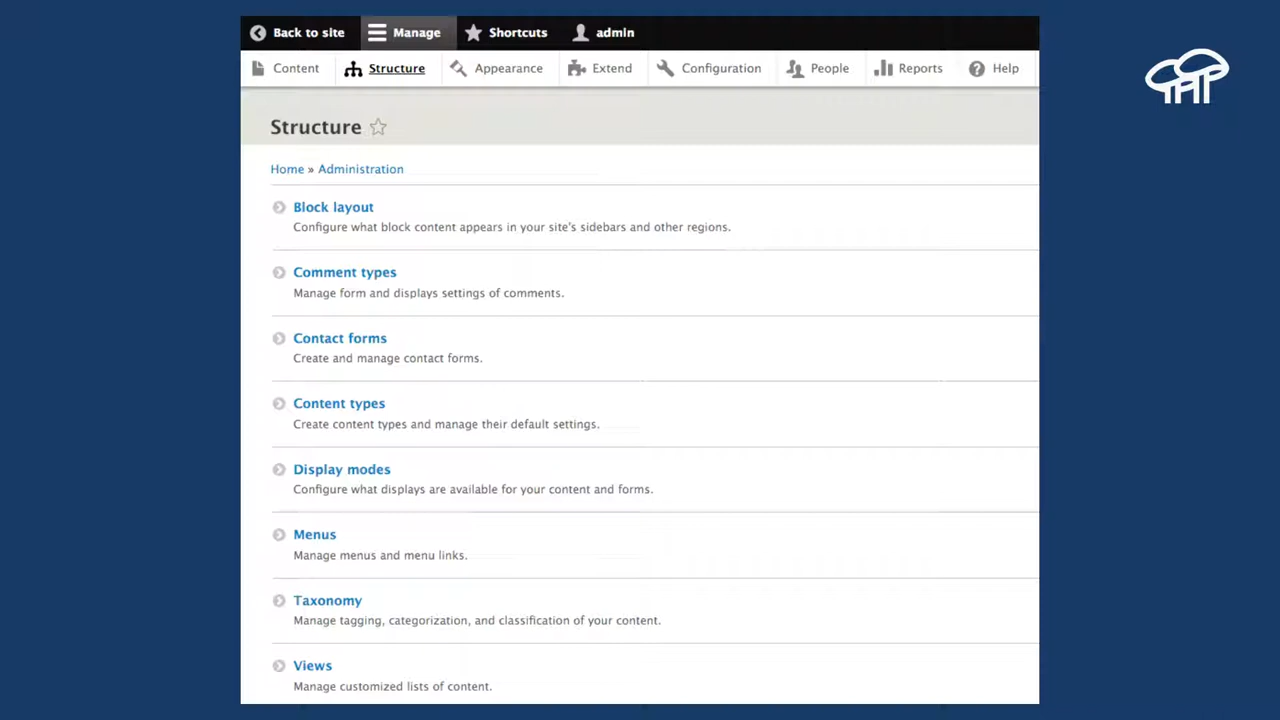 Back to site Manage Shortcuts admin
Content Structure Appearance Extend Configuration People Reports Help
Structure
Home » Administration
Block layout
Configure what block content appears in your site's sidebars and other regions.
Comment types
Manage form and displays settings of comments.
Contact forms
Create and manage contact forms.
Content types
Create content types and manage their default settings.
Display modes
Configure what displays are available for your content and forms.
Menus
Manage menus and menu links.
Taxonomy
Manage tagging, categorization, and classification of your content.
Views
Manage customized lists of content.